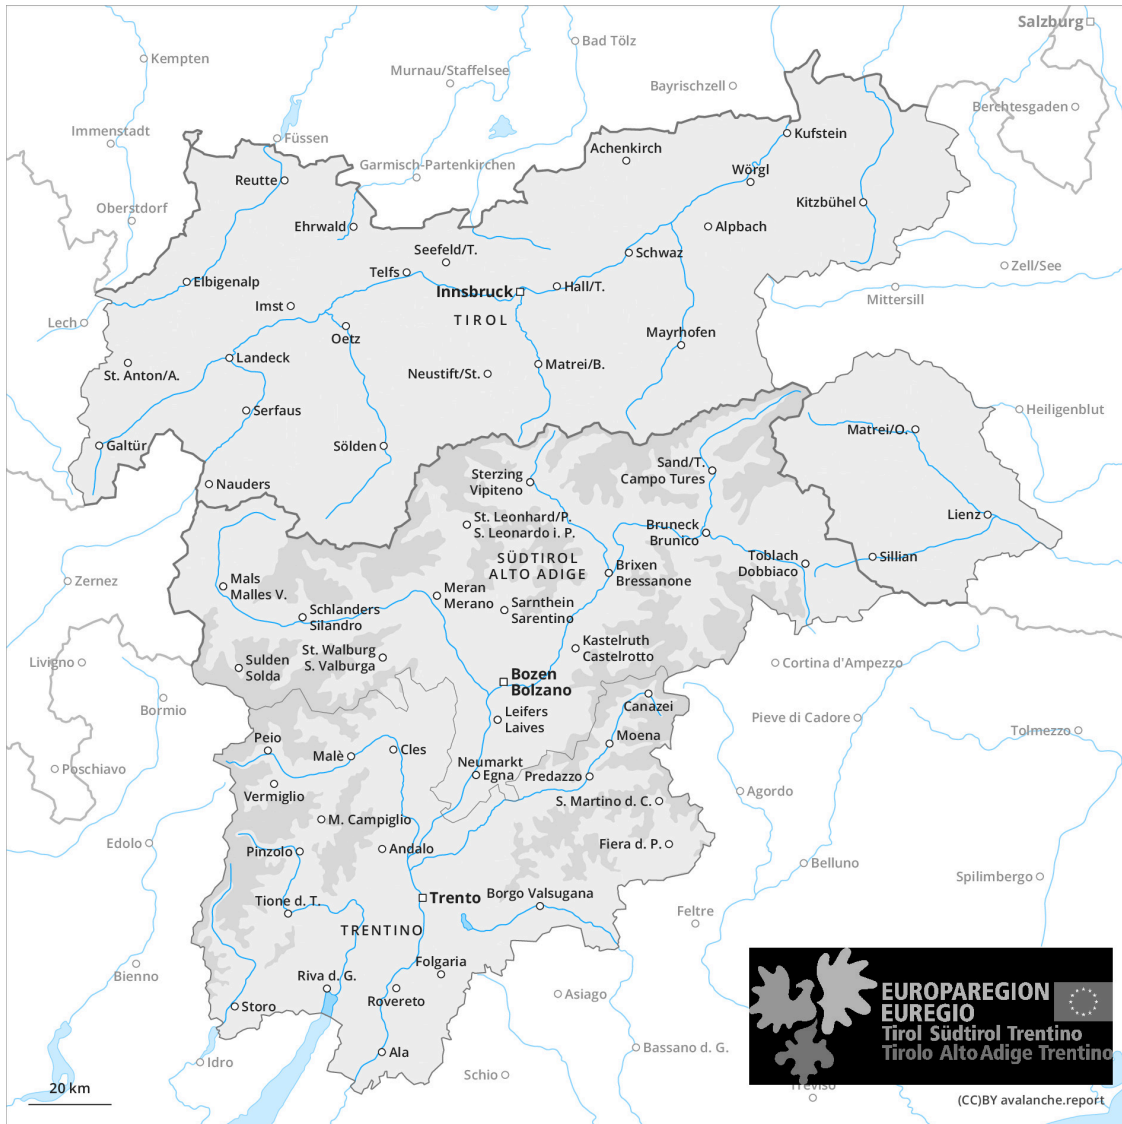 Salzburg
Bad Tölz
Kempten
Murnau/Staffelsee
Bayrischzell
Berchtesgaden
Immenstadt
Füssen
Kufstein
Achenkirch
Garmisch-Partenkirchen
Wörgl
Reutte
Oberstdorf
Kitzbühel
Ehrwald
Alpbach
Seefeld/T.
Schwaz
Zell/See
Telfs
Elbigenalp
Innsbruck
Hall/T.
Mittersill
Imst
TIROL
Lech
Oetz
Mayrhofen
Landeck
Matrei/B.
St. Anton/A.
Neustift/St.
Serfaus
Heiligenblut
Matrei/O.
Galtür
Sölden
Sand/T.
Campo Tures
Sterzing
Vipiteno
Nauders
St. Leonhard/P.
S. Leonardo i. P.
Lienz
Bruneck
Brunico
SÜDTIROL
ALTO ADIGE
Toblach
Dobbiaco
Sillian
Brixen
Bressanone
Zernez
Mals
Malles V.
Meran
Merano
Sarnthein
Sarentino
Schlanders
Silandro
Kastelruth
Castelrotto
St. Walburg
S. Valburga
Livigno
Sulden
Solda
Cortina d'Ampezzo
Bozen
Bolzano
Bormio
Canazei
Leifers
Laives
Pieve di Cadore
Tolmezzo
Peio
Moena
Cles
Malè
Neumarkt
Egna
Predazzo
Poschiavo
Vermiglio
Agordo
S. Martino d. C.
M. Campiglio
Edolo
Fiera d. P.
Pinzolo
Andalo
Belluno
Spilimbergo
Trento
Borgo Valsugana
Tione d. T.
Feltre
TRENTINO
Folgaria
Bienno
Riva d. G.
Rovereto
Asiago
Storo
EUROPAREGION
EUREGIO
Tirol Südtirol Trentino
Tirolo Alto Adige Trentino
Bassano d. G.
Ala
Idro
Schio
Treviso
20 km
(CC)BY avalanche.report